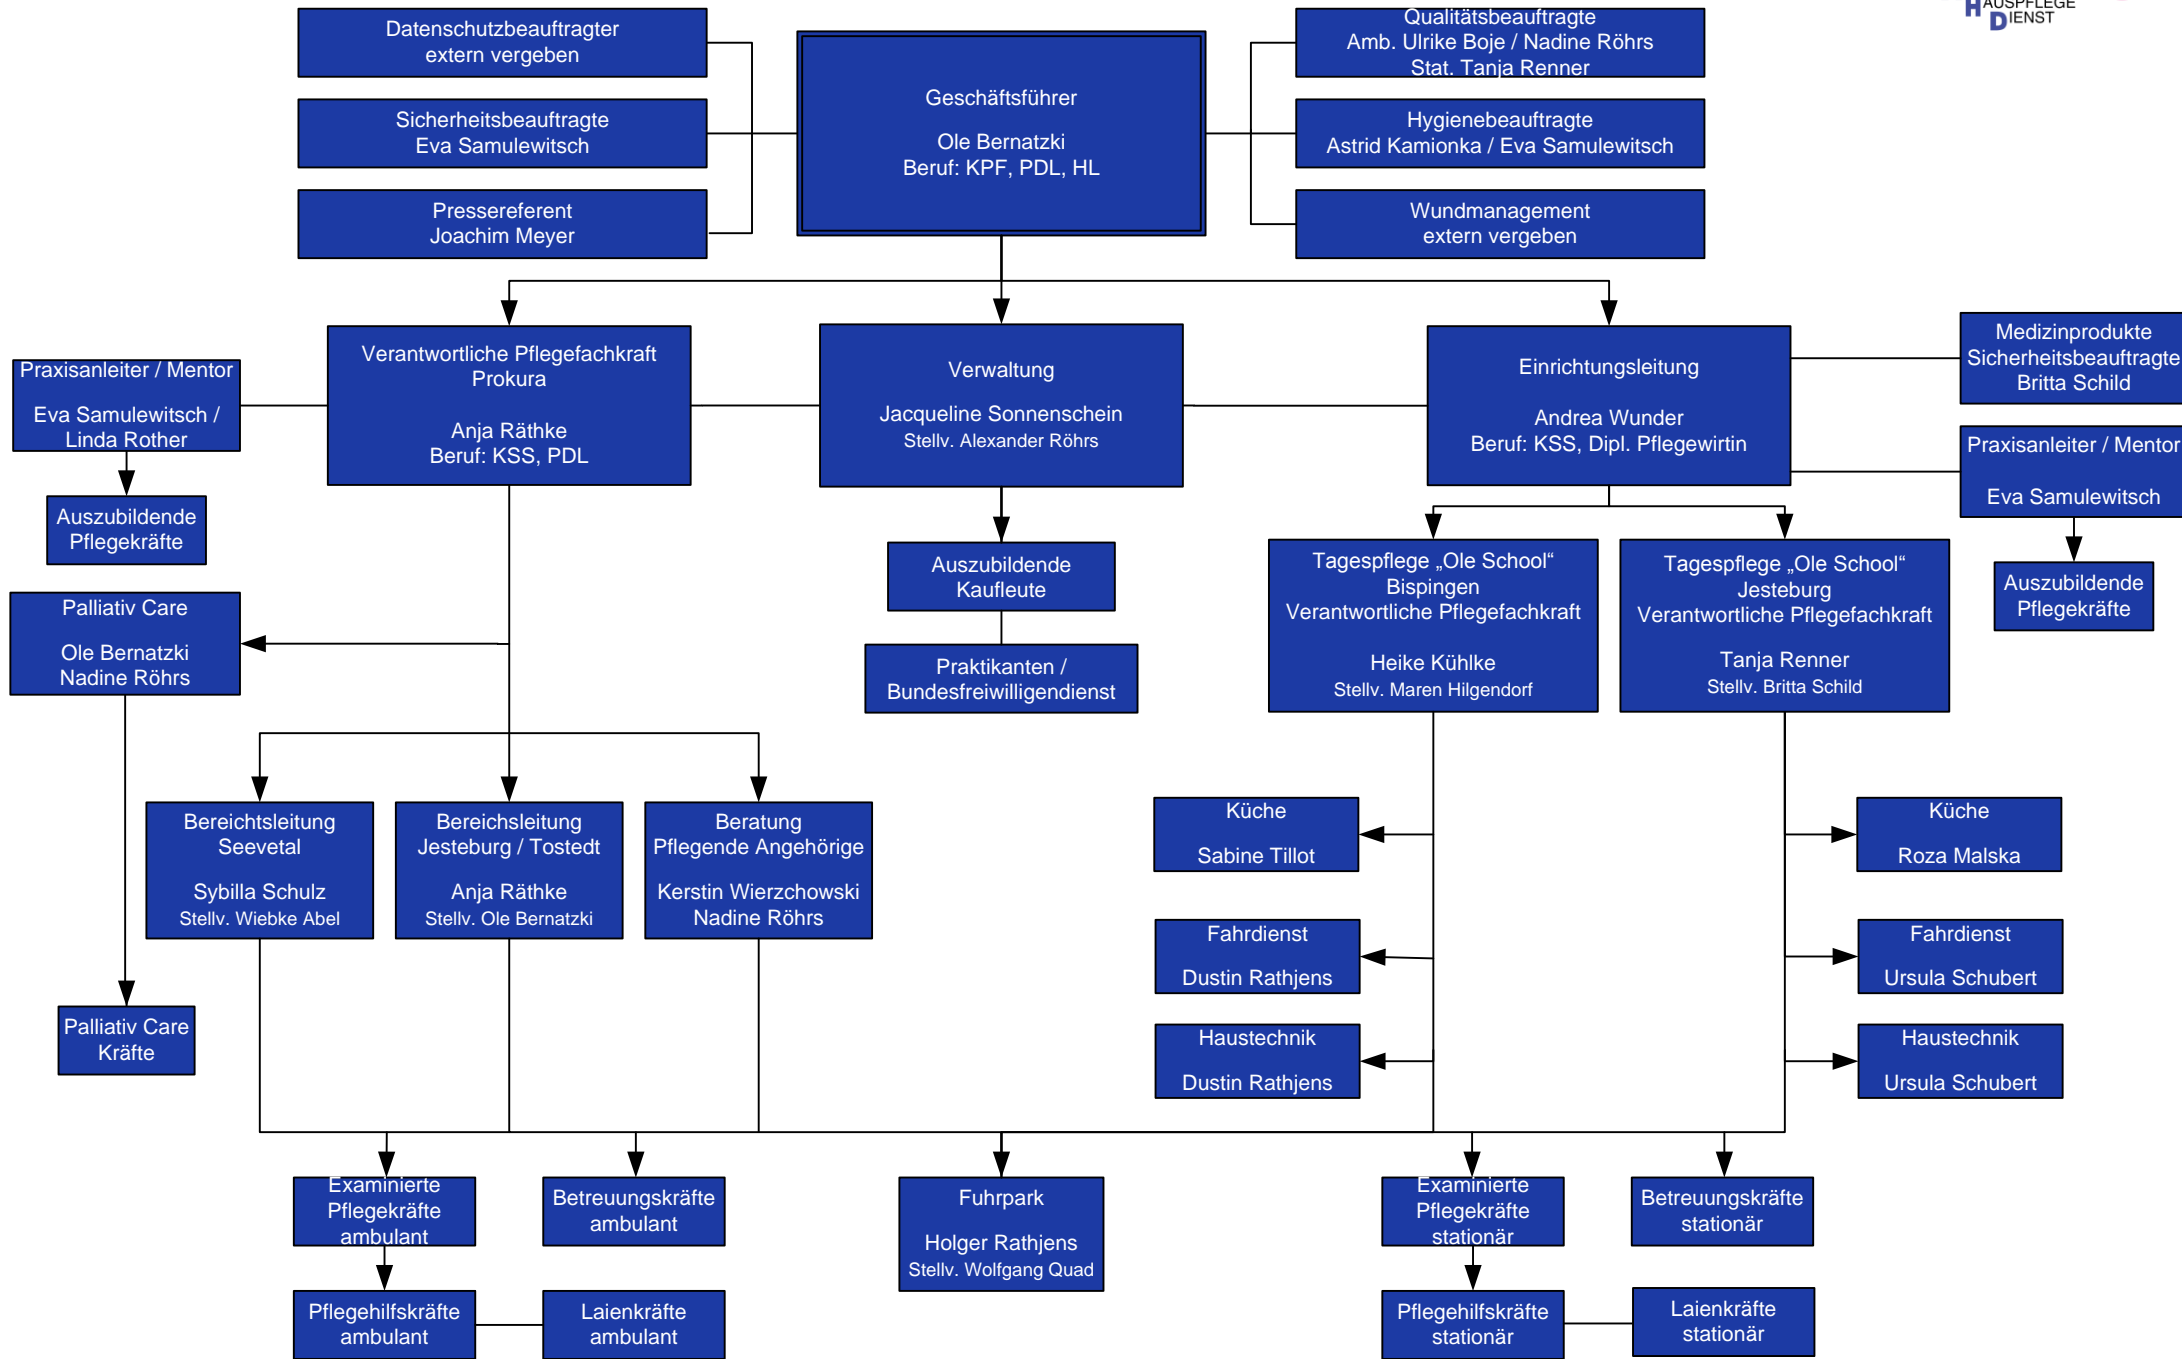 HAUSPFLEGE
DIENST
Datenschutzbeauftragter
extern vergeben
Sicherheitsbeauftragte
Eva Samulewitsch
Pressereferent
Joachim Meyer
Geschäftsführer
Ole Bernatzki
Beruf: KPF, PDL, HL
Qualitätsbeauftragte
Amb. Ulrike Boje / Nadine Röhrs
Stat. Tanja Renner
Hygienebeauftragte
Astrid Kamionka / Eva Samulewitsch
Wundmanagement
extern vergeben
Praxisanleiter / Mentor
Eva Samulewitsch /
Linda Rother
Auszubildende
Pflegekräfte
Verantwortliche Pflegefachkraft
Prokura
Anja Räthke
Beruf: KSS, PDL
Verwaltung
Jacqueline Sonnenschein
Stellv. Alexander Röhrs
Einrichtungsleitung
Andrea Wunder
Beruf: KSS, Dipl. Pflegewirtin
Medizinprodukte
Sicherheitsbeauftragte
Britta Schild
Praxisanleiter / Mentor
Eva Samulewitsch
Auszubildende
Pflegekräfte
Palliativ Care
Ole Bernatzki
Nadine Röhrs
Auszubildende
Kaufleute
Praktikanten /
Bundesfreiwilligendienst
Tagespflege „Ole School“
Bispingen
Verantwortliche Pflegefachkraft
Heike Kühlke
Stellv. Maren Hilgendorf
Tagespflege „Ole School“
Jesteburg
Verantwortliche Pflegefachkraft
Tanja Renner
Stellv. Britta Schild
Bereichtsleitung
Seevetal
Sybilla Schulz
Stellv. Wiebke Abel
Bereichsleitung
Jesteburg / Tostedt
Anja Räthke
Stellv. Ole Bernatzki
Beratung
Pflegende Angehörige
Kerstin Wierzchowski
Nadine Röhrs
Küche
Sabine Tillot
Küche
Roza Malska
Fahrdienst
Dustin Rathjens
Fahrdienst
Ursula Schubert
Palliativ Care
Kräfte
Haustechnik
Dustin Rathjens
Haustechnik
Ursula Schubert
Examinierte
Pflegekräfte
ambulant
Betreuungskräfte
ambulant
Fuhrpark
Holger Rathjens
Stellv. Wolfgang Quad
Examinierte
Pflegekräfte
stationär
Betreuungskräfte
stationär
Pflegehilfskräfte
ambulant
Laienkräfte
ambulant
Pflegehilfskräfte
stationär
Laienkräfte
stationär